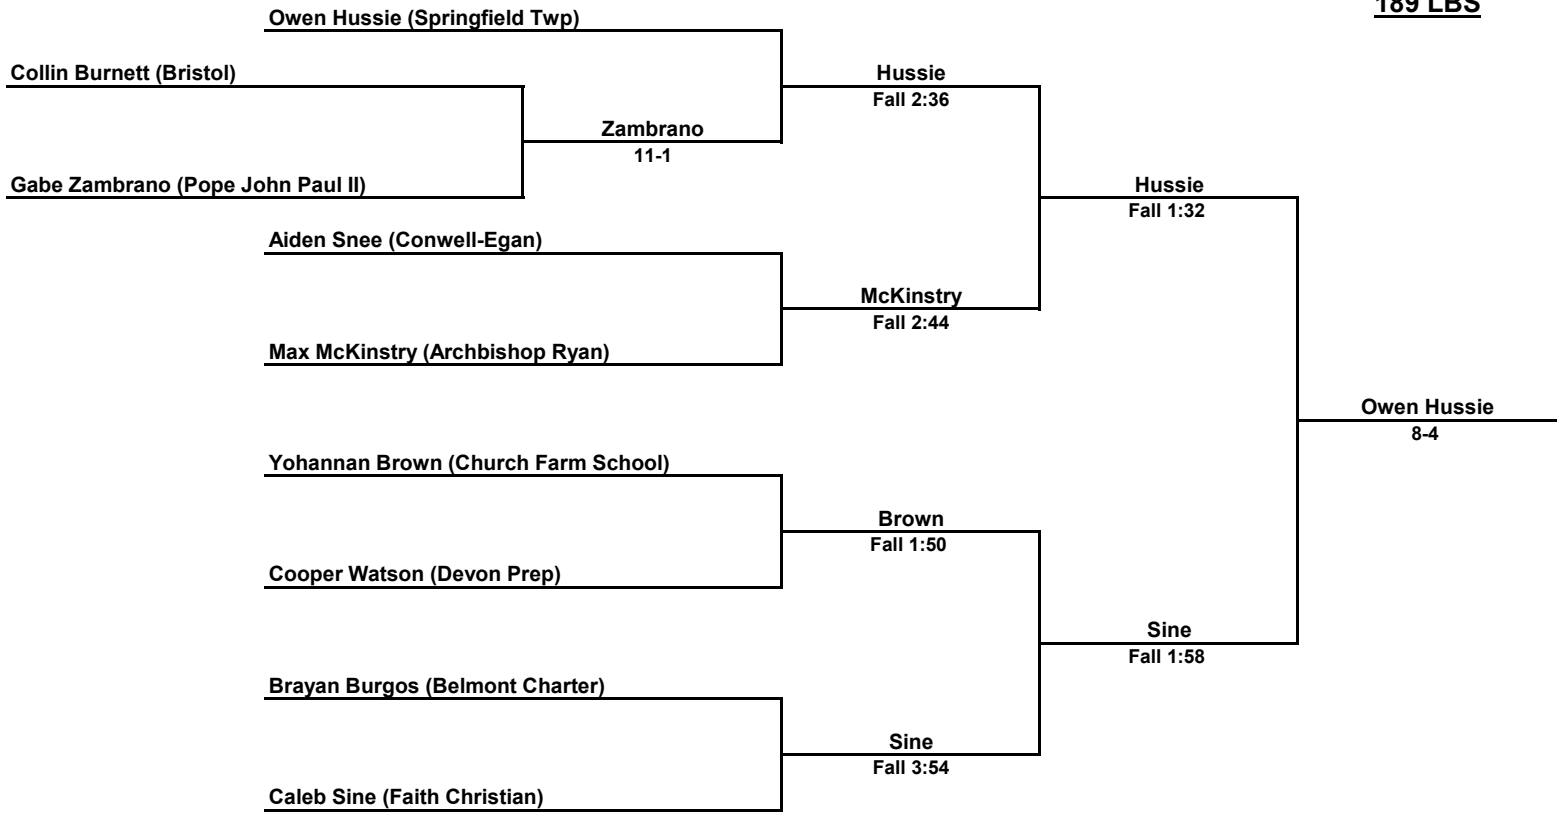 189 LBS
Owen Hussie (Springfield Twp)
Collin Burnett (Bristol)
Hussie
Fall 2:36
Zambrano
11-1
Gabe Zambrano (Pope John Paul II)
Hussie
Fall 1:32
Aiden Snee (Conwell-Egan)
McKinstry
Fall 2:44
Max McKinstry (Archbishop Ryan)
Owen Hussie
8-4
Yohannan Brown (Church Farm School)
Brown
Fall 1:50
Cooper Watson (Devon Prep)
Sine
Fall 1:58
Brayan Burgos (Belmont Charter)
Sine
Fall 3:54
Caleb Sine (Faith Christian)